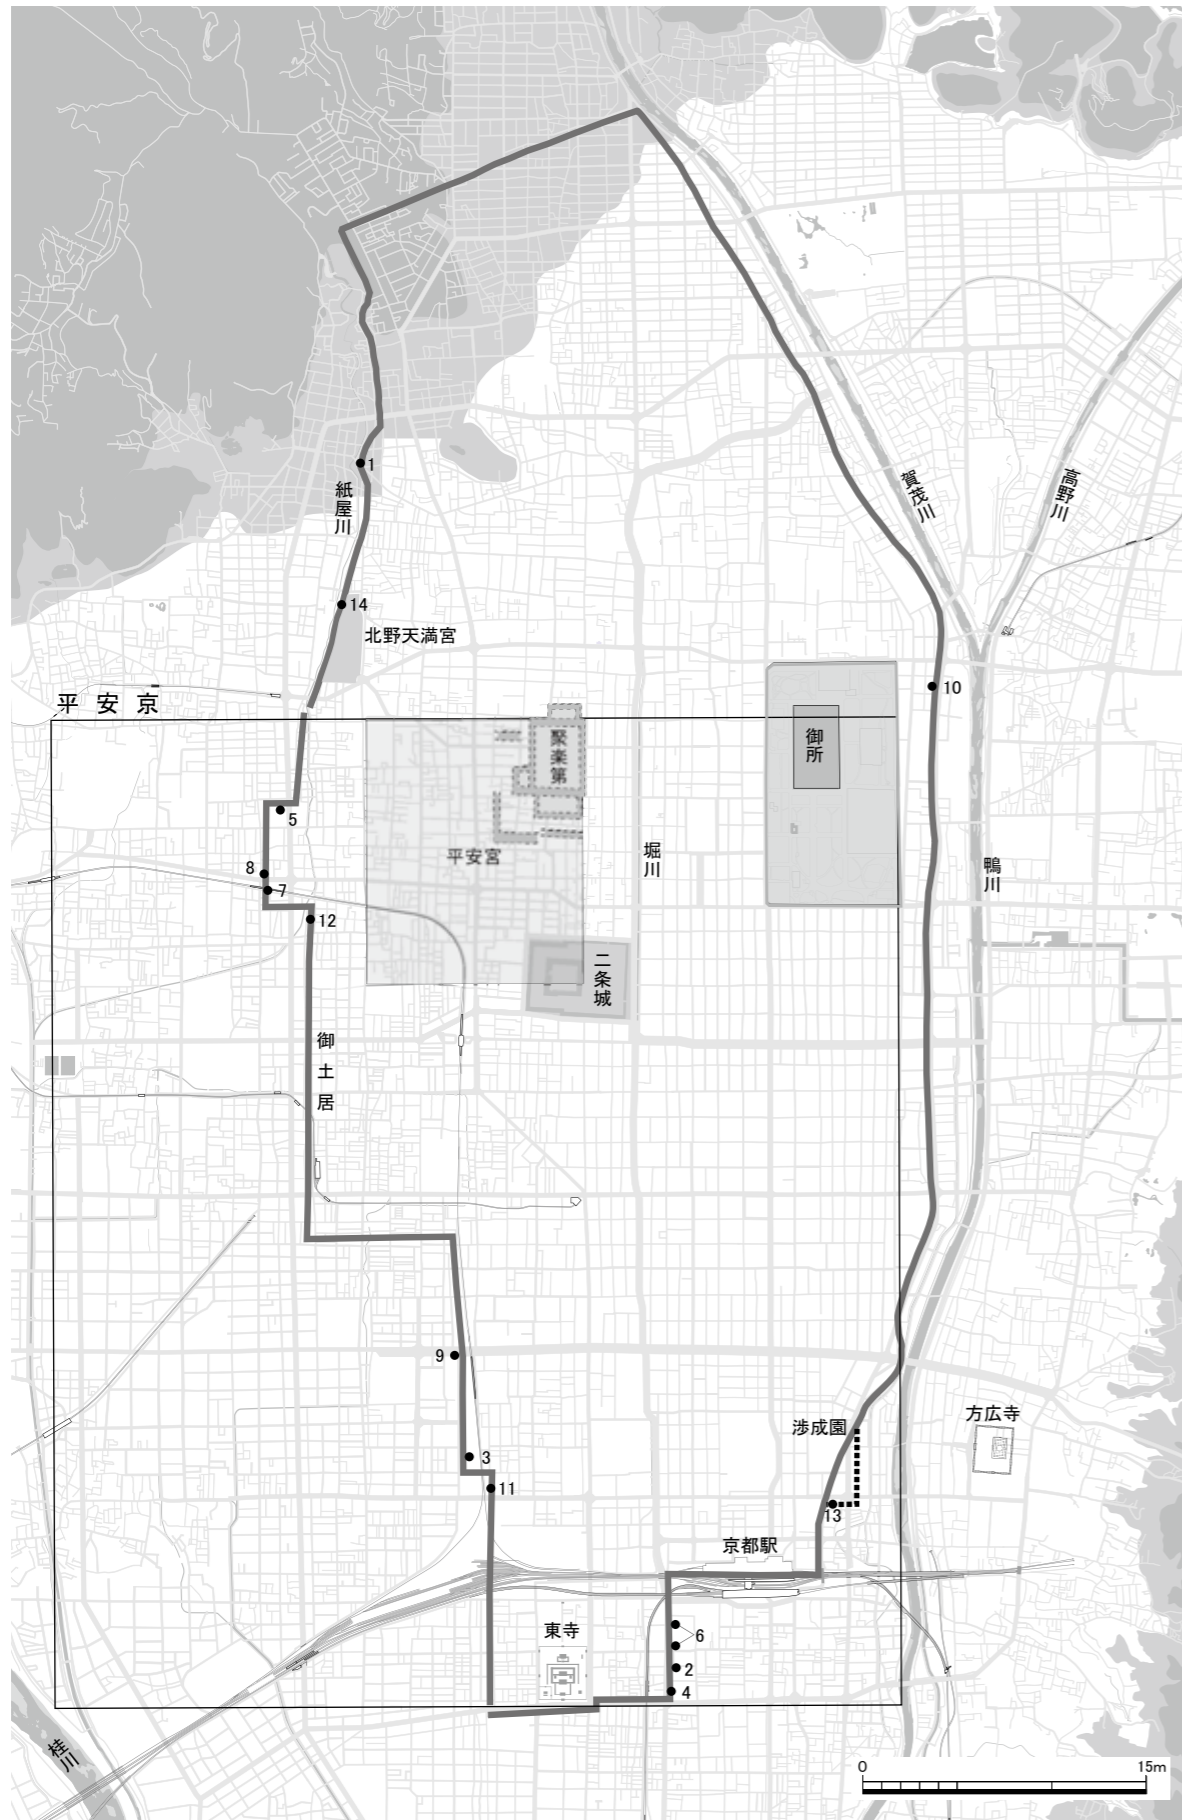 1
紙屋川
賀茂川
高野川
14
北野天満宮
10
平安京
聚楽第
御所
5
平安宮
堀川
鴨川
8
7
12
二条城
御土居
9
渉成園
方広寺
3
11
13
京都駅
東寺
6
2
4
桂川
0 15m